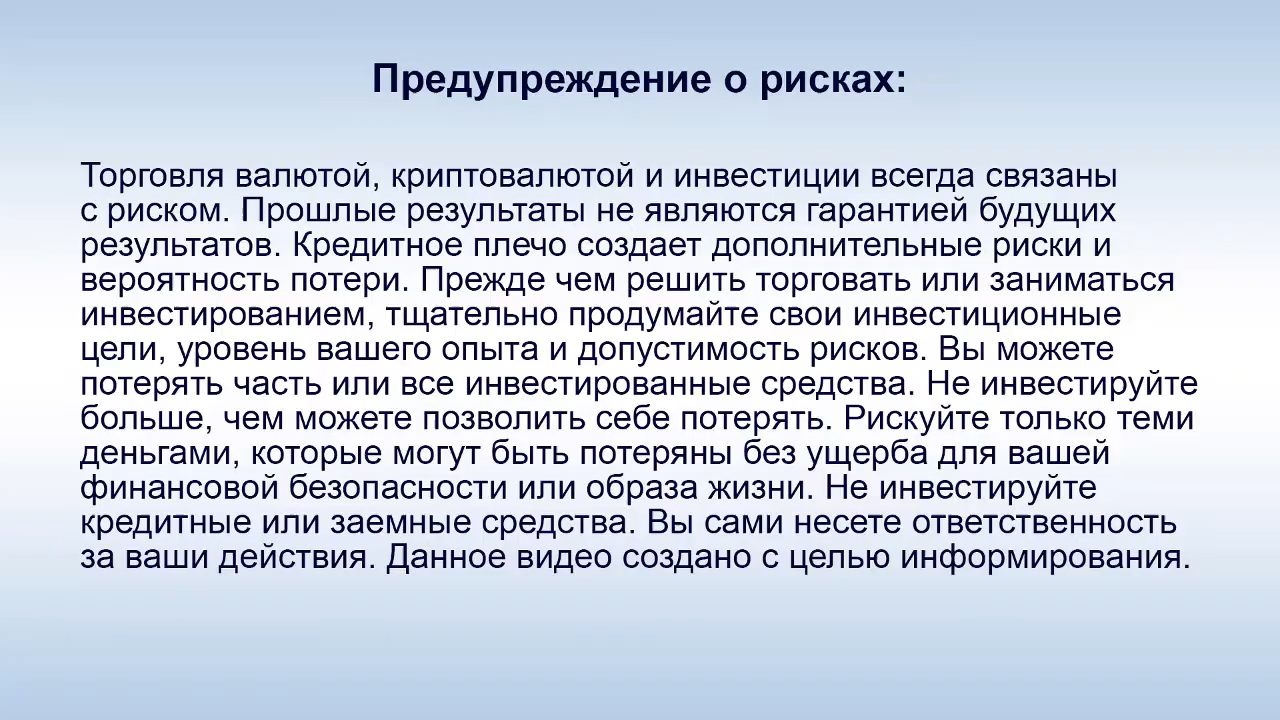 Предупреждение о рисках:
Торговля валютой, криптовалютой и инвестиции всегда связаны
с риском. Прошлые результаты не являются гарантией будущих
результатов. Кредитное плечо создает дополнительные риски и
вероятность потери. Прежде чем решить торговать или заниматься
инвестированием, тщательно продумайте свои инвестиционные
цели, уровень вашего опыта и допустимость рисков. Вы можете
потерять часть или все инвестированные средства. Не инвестируйте
больше, чем можете позволить себе потерять. Рискуйте только теми
деньгами, которые могут быть потеряны без ущерба для вашей
финансовой безопасности или образа жизни. Не инвестируйте
кредитные или заемные средства. Вы сами несете ответственность
за ваши действия. Данное видео создано с целью информирования.